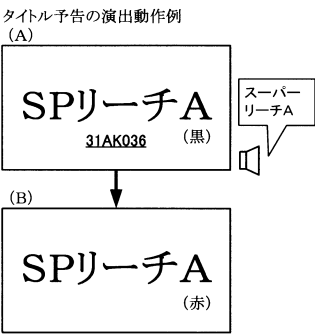 タイトル予告の演出動作例
(A)
SPリーチA
31AK036
(黒)
スーパー
リーチA
(B)
SPリーチA
(赤)